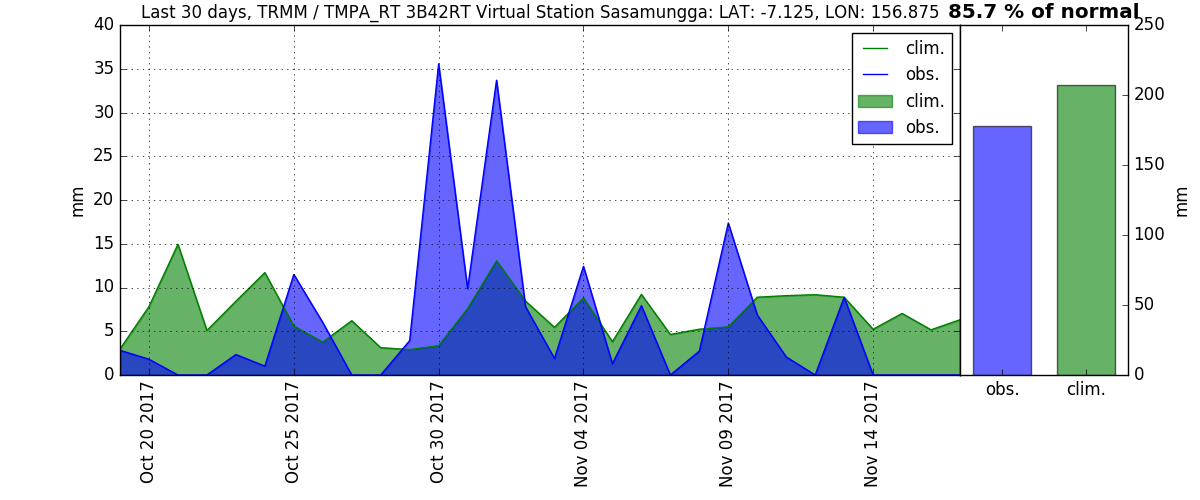 Last 30 days, TRMM / TMPA_RT 3B42RT Virtual Station Sasamungga: LAT: -7.125, LON: 156.875
85.7 % of normal
40
35
30
25
20
15
10
5
0
mm
clim.
obs.
clim.
obs.
Oct 20 2017
Oct 25 2017
Oct 30 2017
Nov 04 2017
Nov 09 2017
Nov 14 2017
250
200
150
100
50
0
mm
obs.
clim.